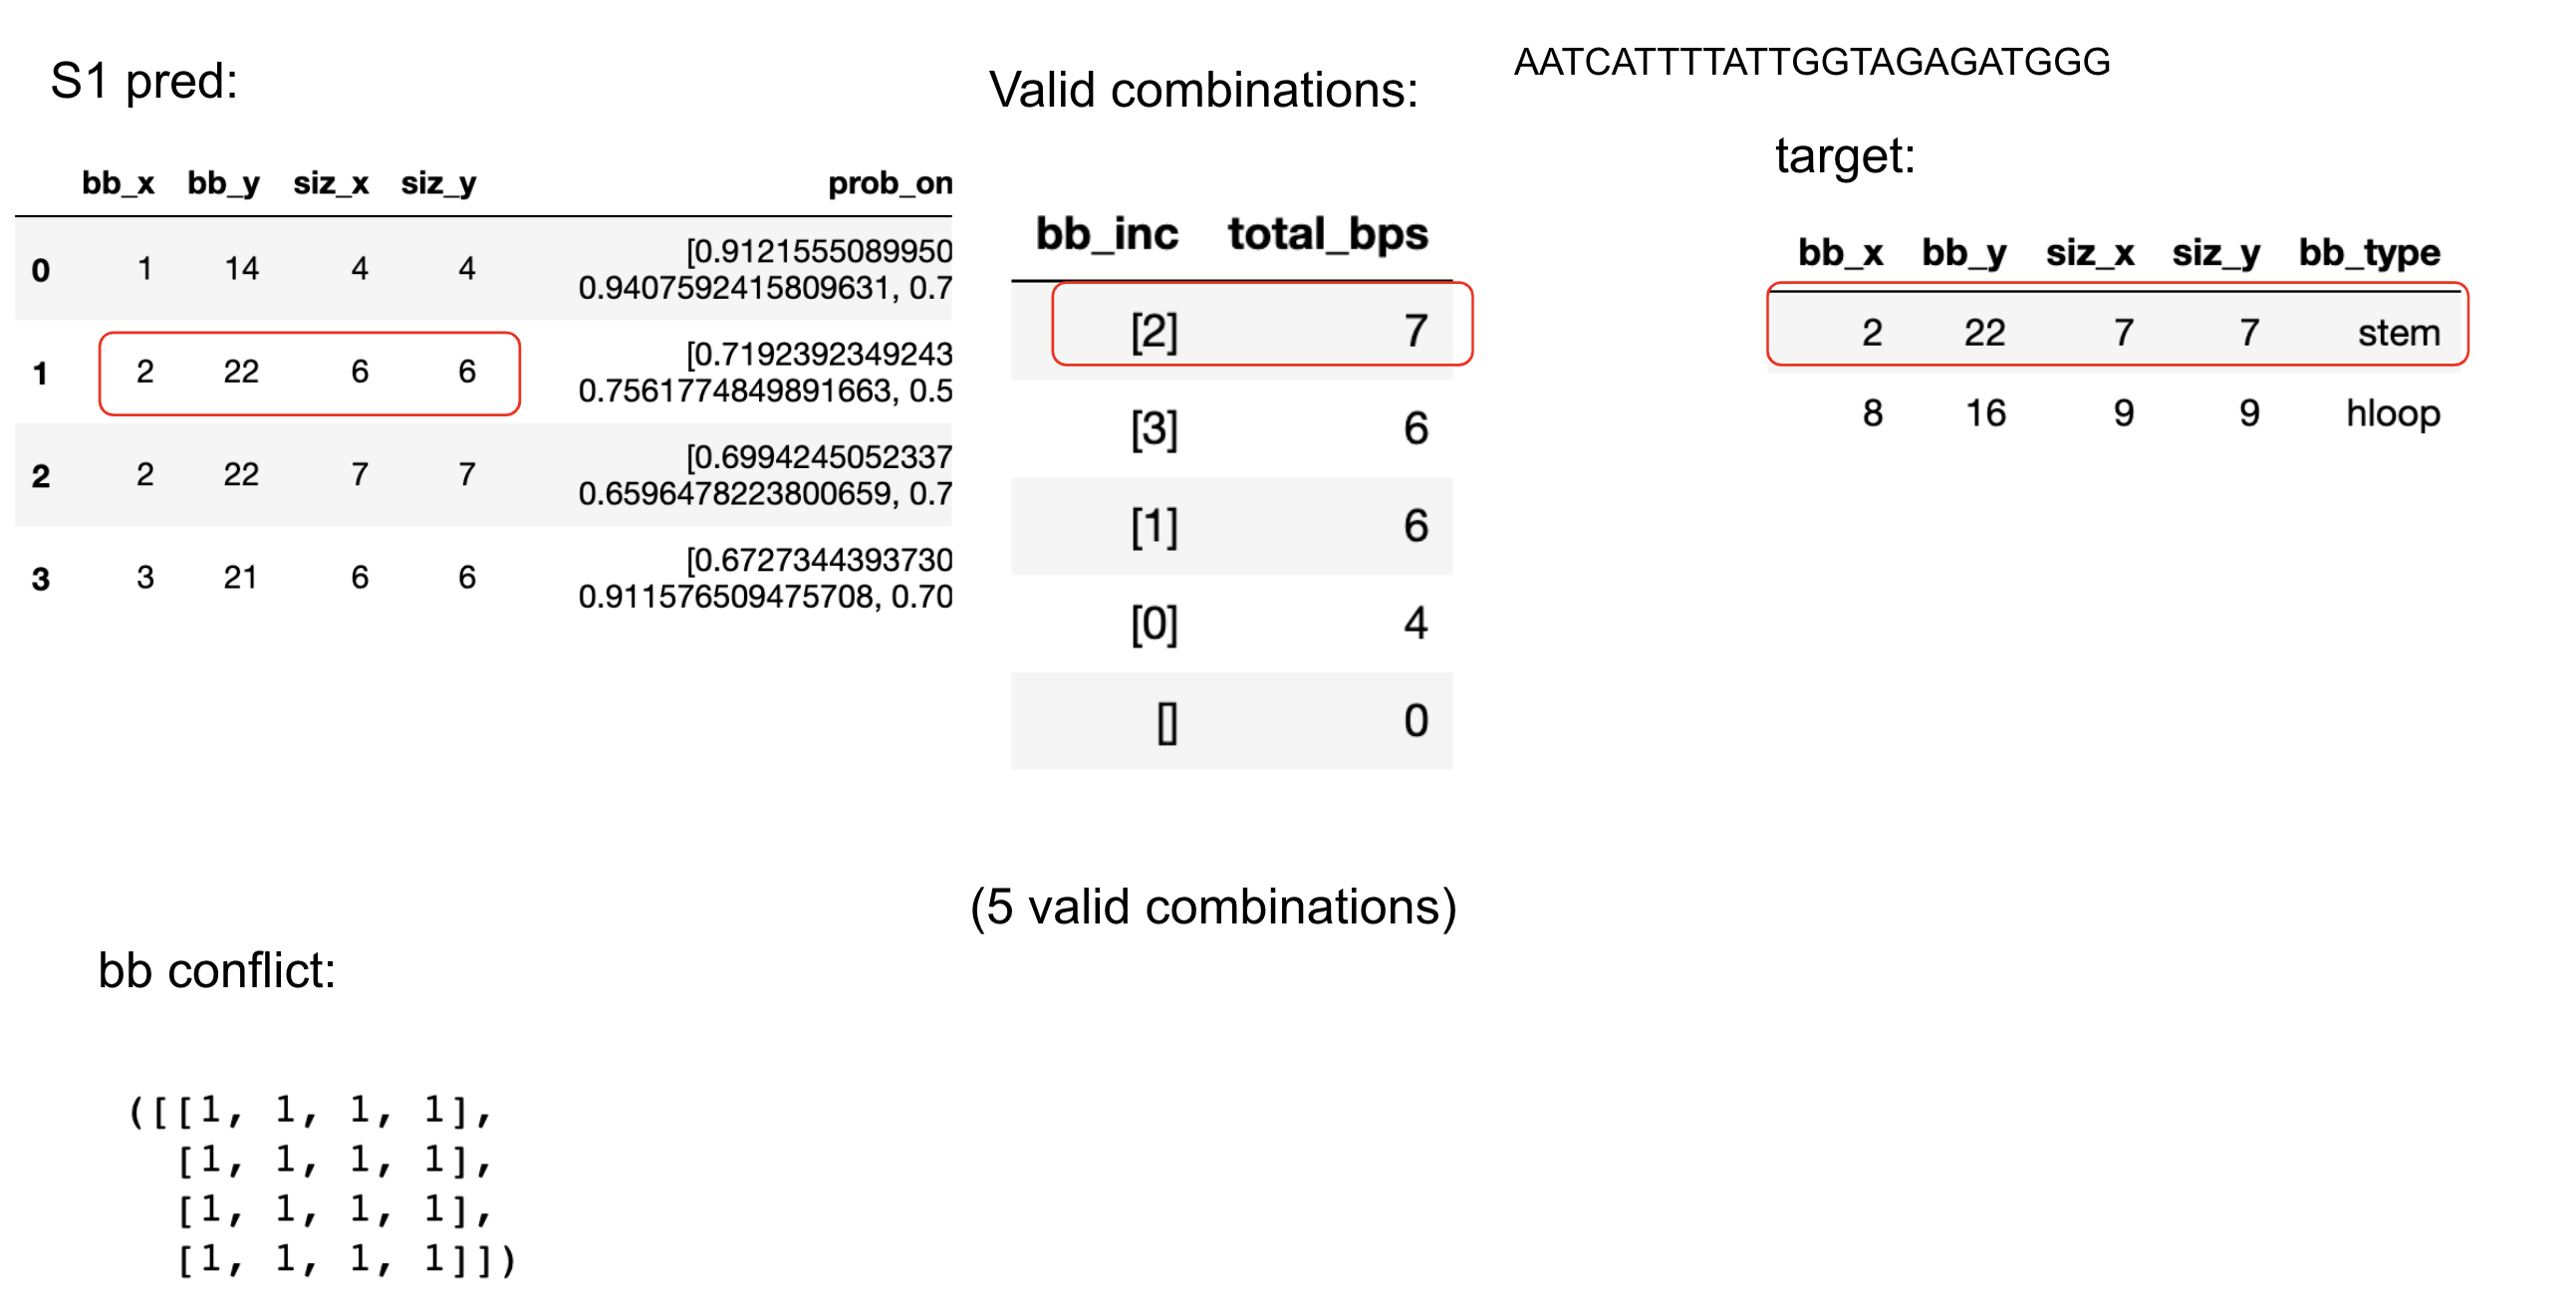 S1 pred:
bb_x bb_y siz_x siz_y prob_on
0 1 14 4 4 [0.9121555089950
0.9407592415809631, 0.7
1 2 22 6 6 [0.7192392349243
0.7561774849891663, 0.5
2 2 22 7 7 [0.6994245052337
0.6596478223800659, 0.7
3 3 21 6 6 [0.6727344393730
0.911576509475708, 0.70
Valid combinations:
bb_inc total_bps
[2] 7
[3] 6
[1] 6
[0] 4
[] 0
(5 valid combinations)
AATCATTTTATTGGTAGAGATGGG
target:
bb_x bb_y siz_x siz_y bb_type
2 22 7 7 stem
8 16 9 9 hloop
bb conflict:
([[1, 1, 1, 1],
[1, 1, 1, 1],
[1, 1, 1, 1],
[1, 1, 1, 1]])